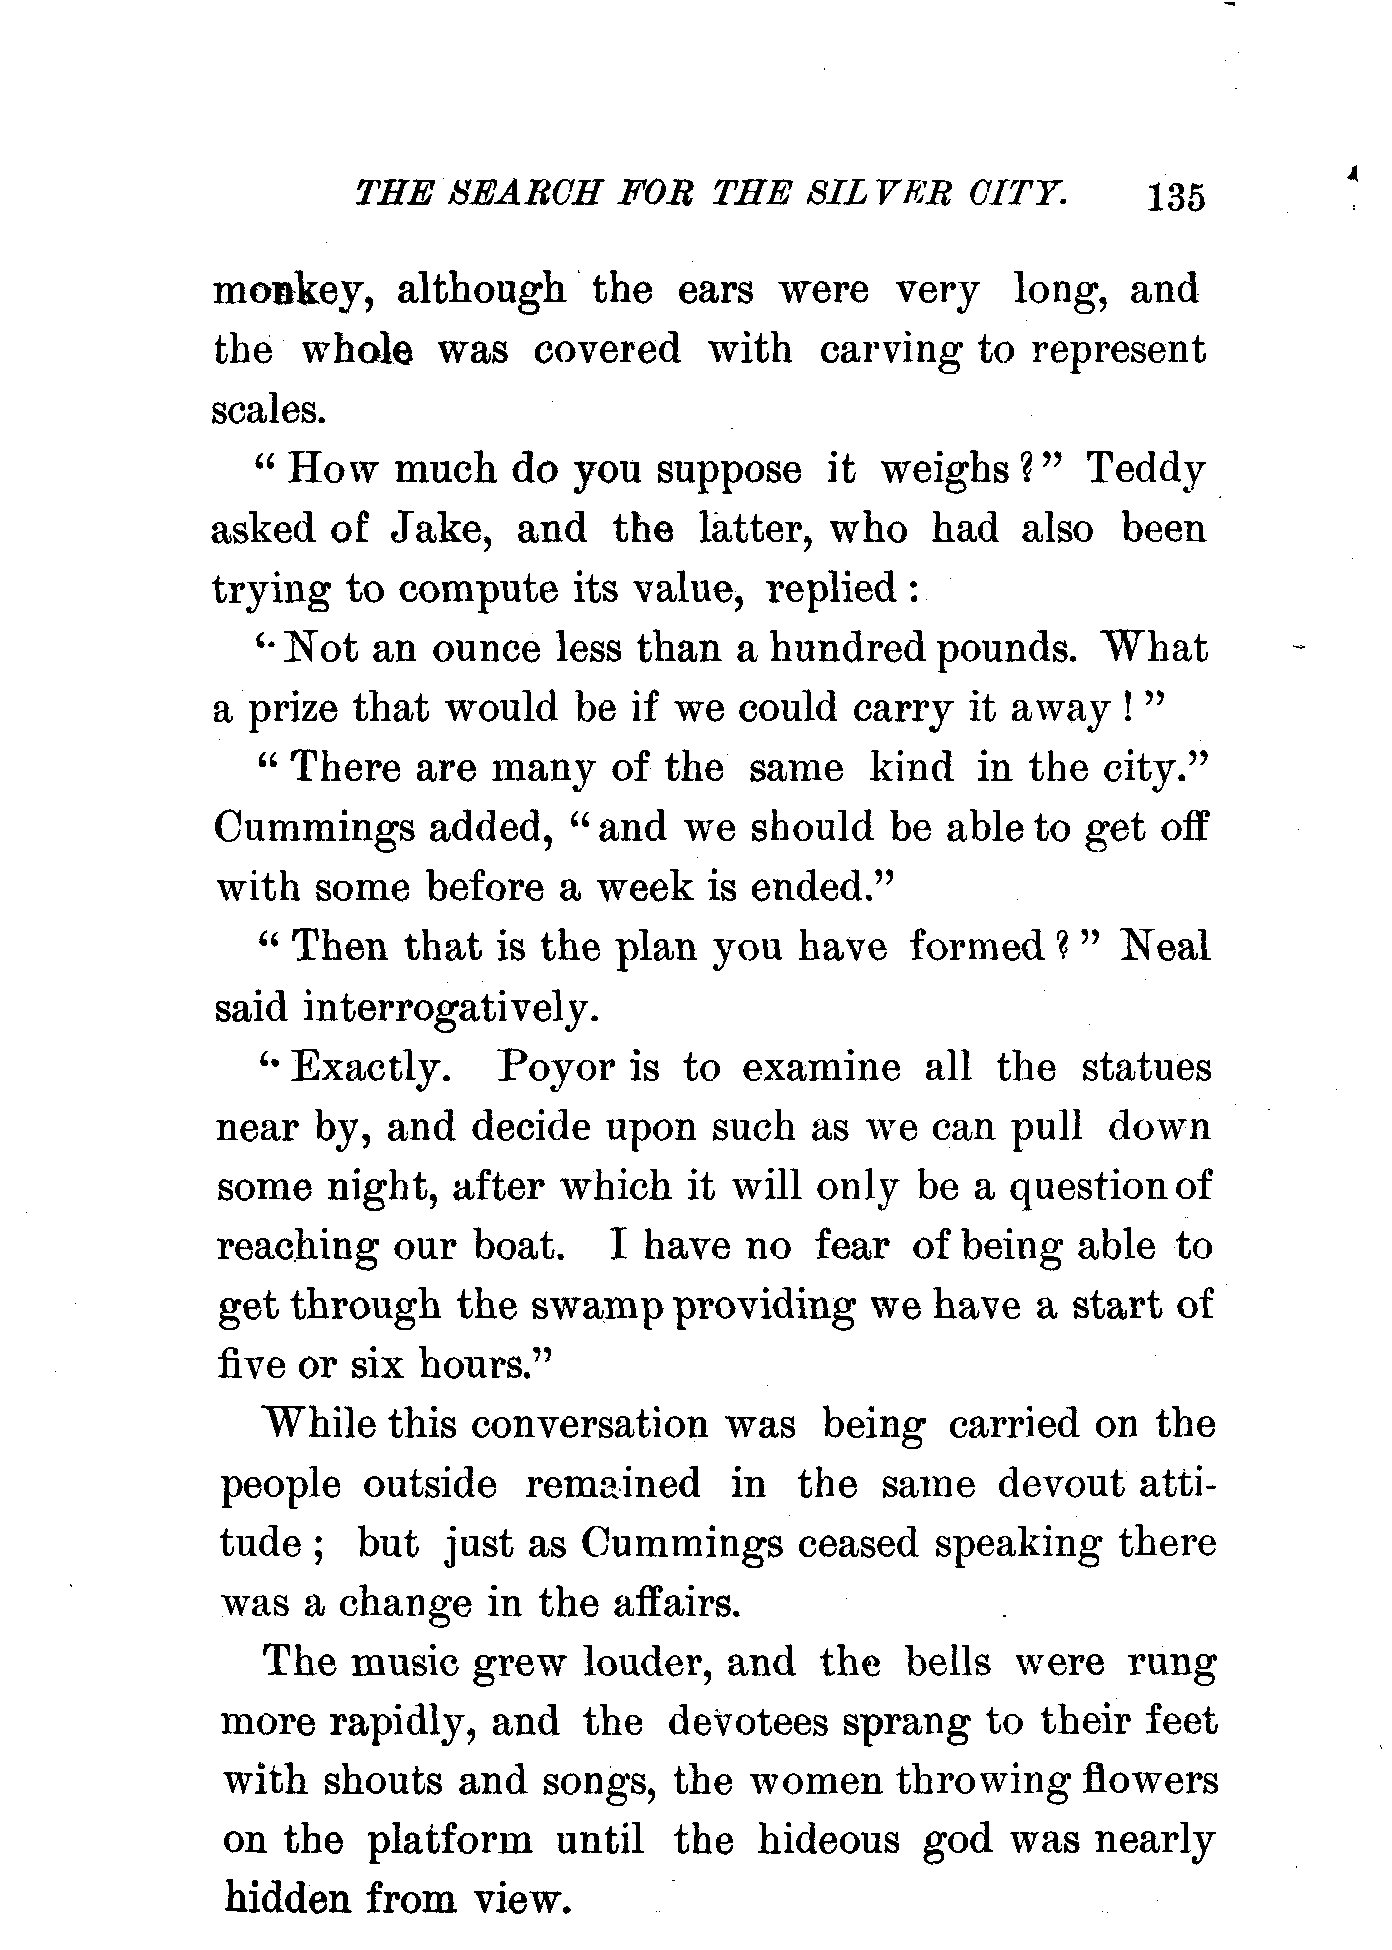 THE SEARCH FOR THE SILVER CITY. 135
monkey, although the ears were very long, and
the whole was covered with carving to represent
scales.
“ How much do you suppose it weighs ? ” Teddy
asked of Jake, and the latter, who had also been
trying to compute its value, replied :
“ Not an ounce less than a hundred pounds. What
a prize that would be if we could carry it away ! ”
“ There are many of the same kind in the city.”
Cummings added, “ and we should be able to get off
with some before a week is ended.”
“ Then that is the plan you have formed ? ” Neal
said interrogatively.
“ Exactly. Poyor is to examine all the statues
near by, and decide upon such as we can pull down
some night, after which it will only be a question of
reaching our boat. I have no fear of being able to
get through the swamp providing we have a start of
five or six hours.”
While this conversation was being carried on the
people outside remained in the same devout atti-
tude ; but just as Cummings ceased speaking there
was a change in the affairs.
The music grew louder, and the bells were rung
more rapidly, and the devotees sprang to their feet
with shouts and songs, the women throwing flowers
on the platform until the hideous god was nearly
hidden from view.